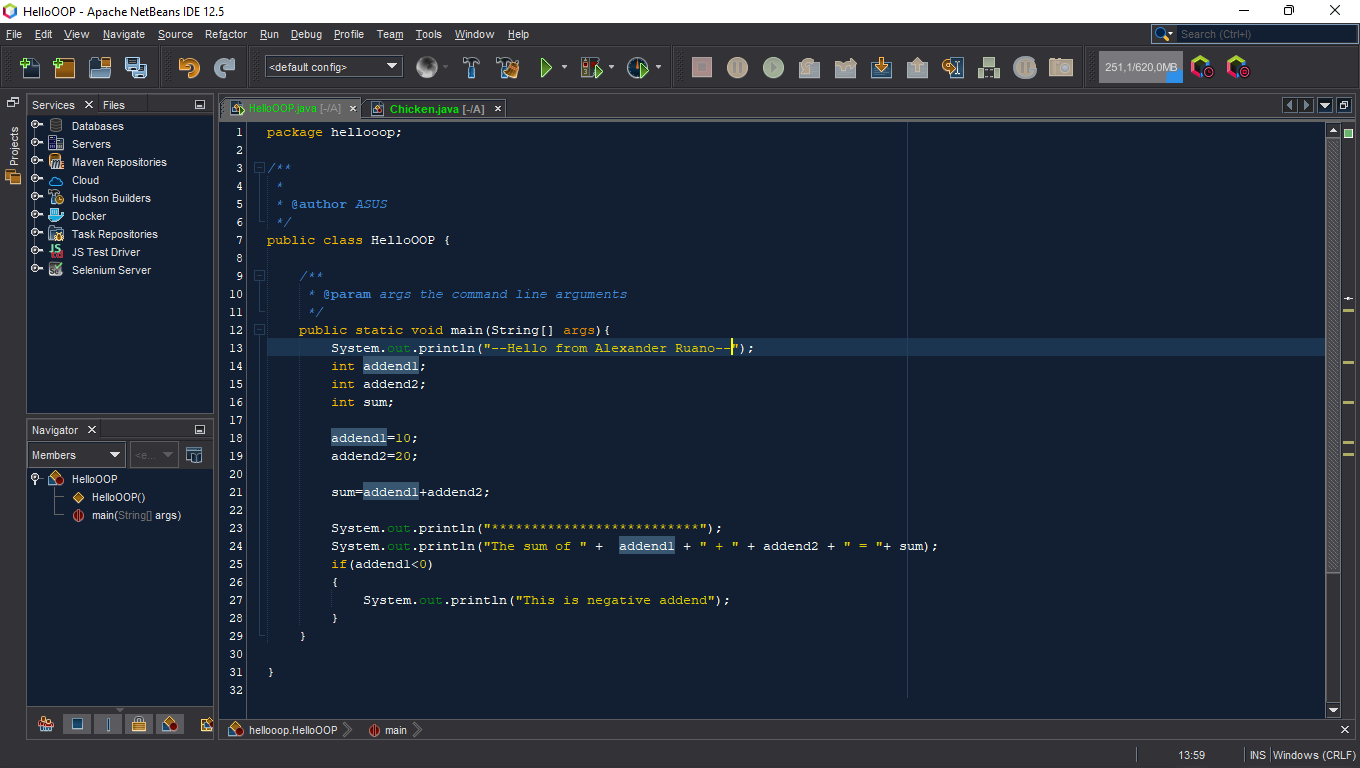 HelloOOP - Apache NetBeans IDE 12.5
File Edit View Navigate Source Refactor Run Debug Profile Team Tools Window Help
Search (Ctrl+I)
<default config>
251,1/620,0MB
Projects
Services Files
Databases
Servers
Maven Repositories
Cloud
Hudson Builders
Docker
Task Repositories
JS Test Driver
Selenium Server
Navigator
Members <e...
HelloOOP
HelloOOP()
main(String[] args)
HelloOOP.java [-/A] Chicken.java [-/A]
1 package hellooop;
2
3 /**
4 *
5 * @author ASUS
6 */
7 public class HelloOOP {
8
9 /**
10 * @param args the command line arguments
11 */
12 public static void main(String[] args){
13 System.out.println("--Hello from Alexander Ruano--");
14 int addend1;
15 int addend2;
16 int sum;
17
18 addend1=10;
19 addend2=20;
20
21 sum=addend1+addend2;
22
23 System.out.println("**************************");
24 System.out.println("The sum of " + addend1 + " + " + addend2 + " = "+ sum);
25 if(addend1<0)
26 {
27 System.out.println("This is negative addend");
28 }
29 }
30
31 }
32
hellooop.HelloOOP main
13:59 INS Windows (CRLF)